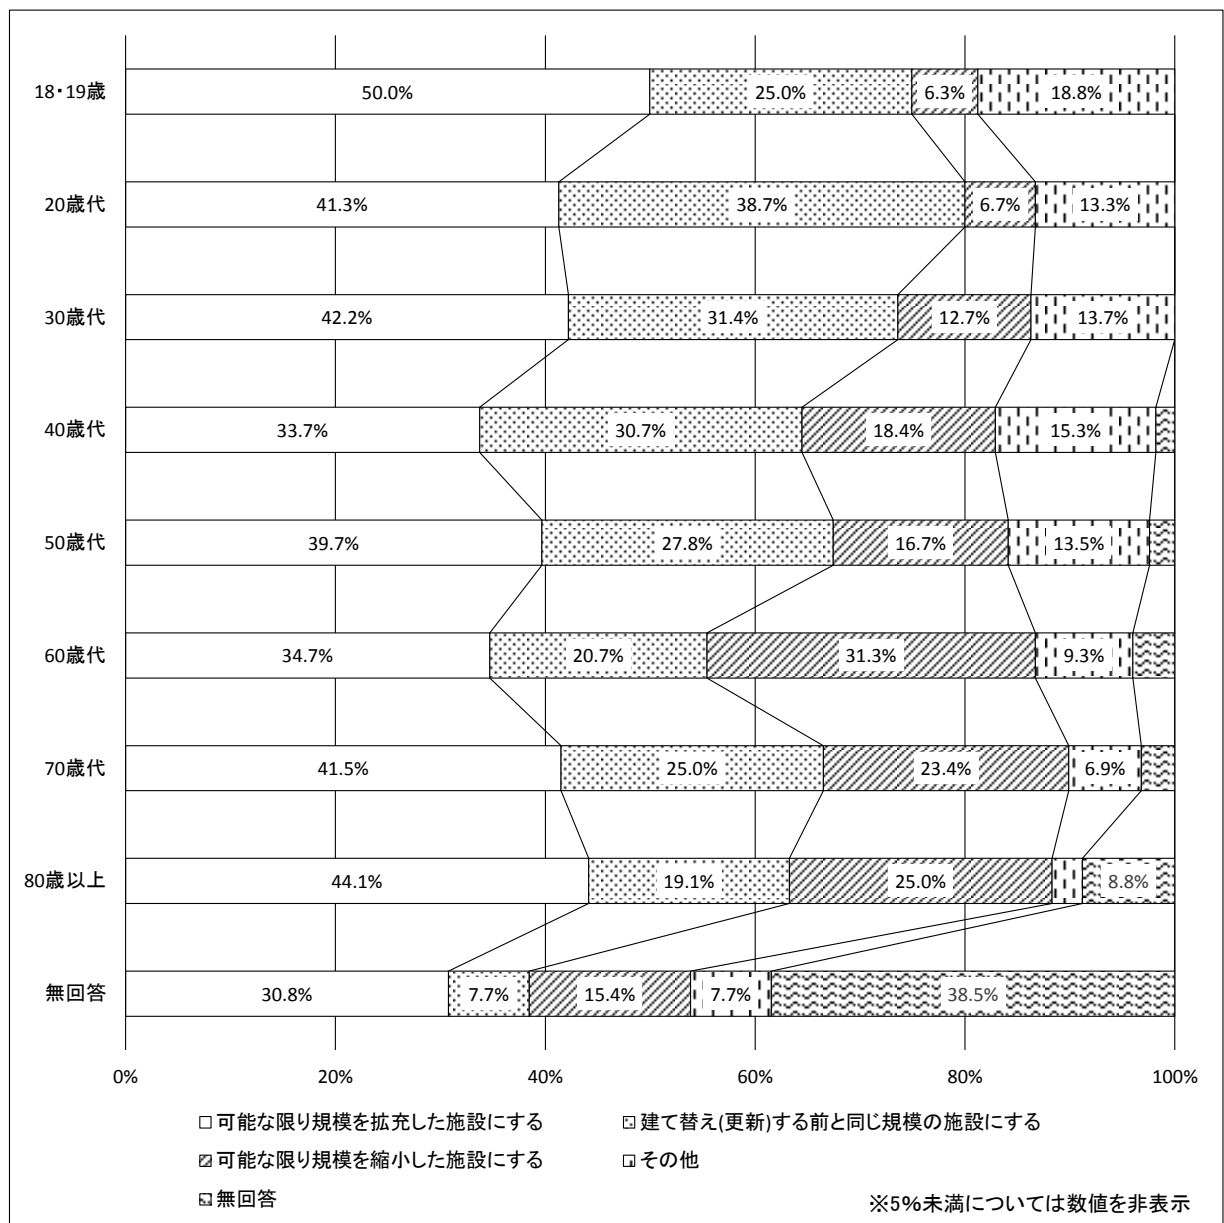 18・19歳 50.0% 25.0% 6.3% 18.8%
20歳代 41.3% 38.7% 6.7% 13.3%
30歳代 42.2% 31.4% 12.7% 13.7%
40歳代 33.7% 30.7% 18.4% 15.3%
50歳代 39.7% 27.8% 16.7% 13.5%
60歳代 34.7% 20.7% 31.3% 9.3%
70歳代 41.5% 25.0% 23.4% 6.9%
80歳以上 44.1% 19.1% 25.0% 8.8%
無回答 30.8% 7.7% 15.4% 7.7% 38.5%
0% 20% 40% 60% 80% 100%
可能な限り規模を拡充した施設にする 建て替え(更新)する前と同じ規模の施設にする
可能な限り規模を縮小した施設にする その他
無回答
※5%未満については数値を非表示